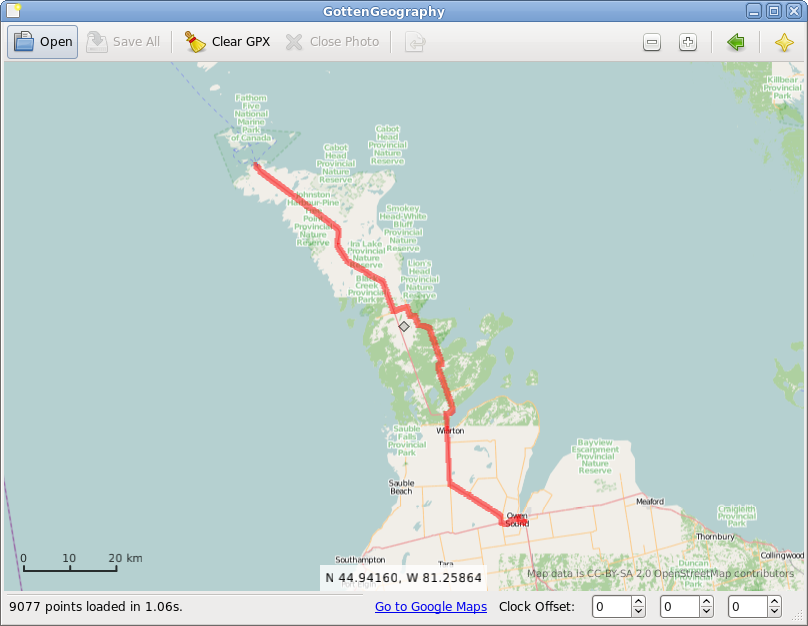 GottenGeography
Open
Save All
Clear GPX
Close Photo
Killbear
Provincial
Park
Fathom
Five
National
Marine
Park
of Canada
Cabot
Head
Provincial
Nature
Reserve
Cabot
Head
Provincial
Nature
Reserve
Johnston
Harbour-Pine
Point
Provincial
Nature
Reserve
Smokey
Head-White
Bluff
Provincial
Nature
Reserve
Ira Lake
Provincial
Nature
Reserve
Lion's
Head
Provincial
Nature
Reserve
Black
Creek
Provincial
Park
Wiarton
Sauble
Falls
Provincial
Park
Bayview
Escarpment
Provincial
Nature
Reserve
Sauble
Beach
Owen
Sound
Meaford
Craigleith
Provincial
Park
Thornbury
Collingwood
Southampton
Tara
Duncan
0 10 20 km
N 44.94160, W 81.25864
Map data is CC-BY-SA 2.0 OpenStreetMap contributors
9077 points loaded in 1.06s.
Go to Google Maps
Clock Offset:
0
0
0